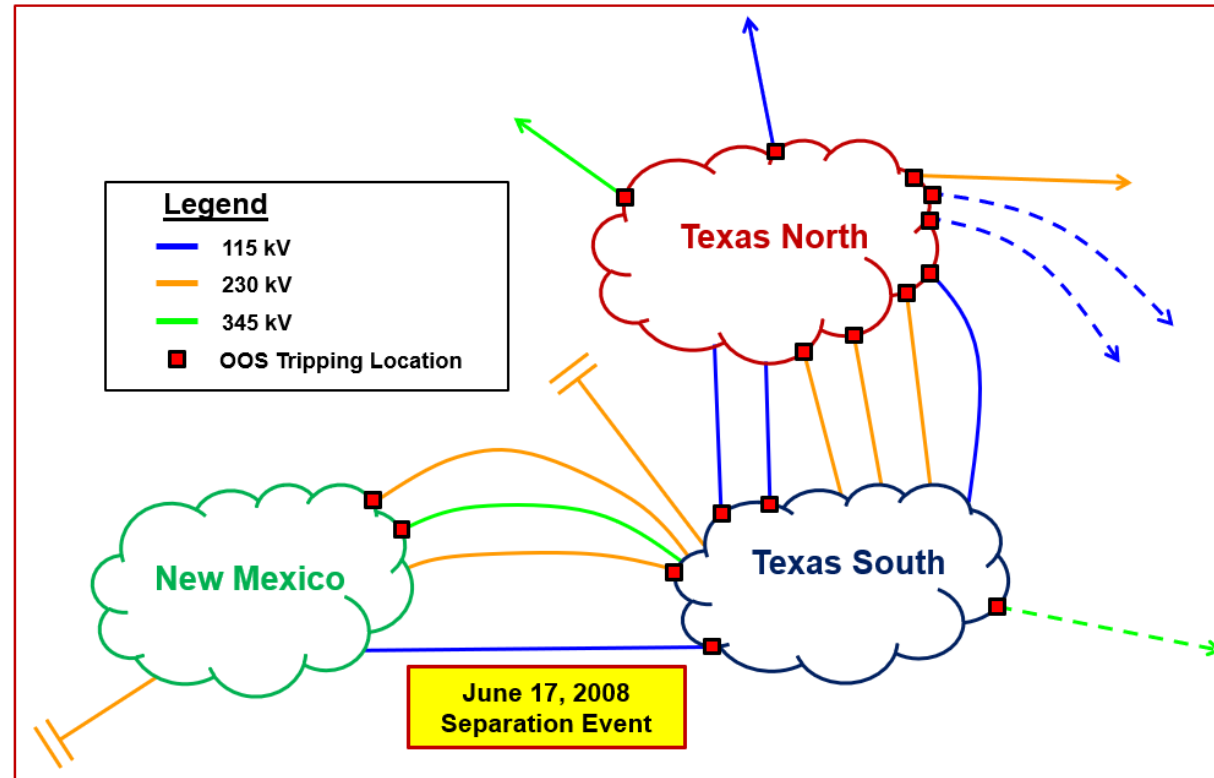 Legend
115 kV
230 kV
345 kV
OOS Tripping Location
Texas North
New Mexico
Texas South
June 17, 2008
Separation Event